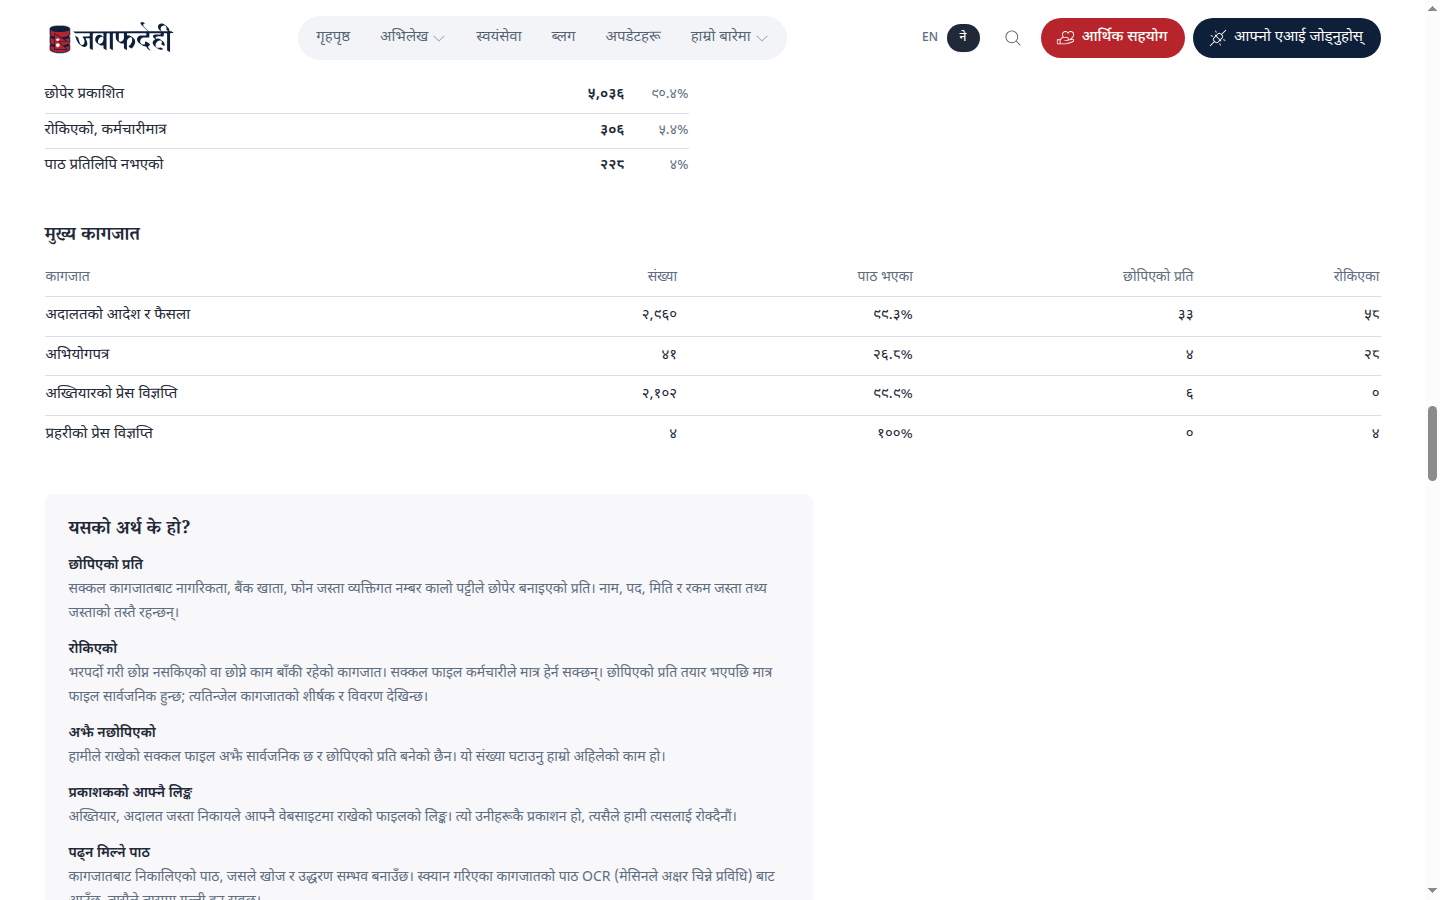 जवाफदेही
गृहपृष्ठ अभिलेख स्वयंसेवा ब्लग अपडेटहरू हाम्रो बारेमा
EN ने आर्थिक सहयोग आफ्नो एआई जोड्नुहोस्
छोपेर प्रकाशित ५,०३६ ९०.४%
रोकिएको, कर्मचारीमात्र ३०६ ५.४%
पाठ प्रतिलिपि नभएको २२८ ४%
मुख्य कागजात
कागजात संख्या पाठ भएका छोपिएको प्रति रोकिएका
अदालतको आदेश र फैसला २,९६० ९९.३% ३३ ५८
अभियोगपत्र ४१ २६.८% ४ २८
अख्तियारको प्रेस विज्ञप्ति २,१०२ ९९.९% ६ ०
प्रहरीको प्रेस विज्ञप्ति ४ १००% ० ४
यसको अर्थ के हो?
छोपिएको प्रति
सक्कल कागजातबाट नागरिकता, बैंक खाता, फोन जस्ता व्यक्तिगत नम्बर कालो पट्टीले छोपेर बनाइएको प्रति। नाम, पद, मिति र रकम जस्ता तथ्य
जस्ताको तस्तै रहन्छन्।
रोकिएको
भरपर्दो गरी छोप्न नसकिएको वा छोप्ने काम बाँकी रहेको कागजात। सक्कल फाइल कर्मचारीले मात्र हेर्न सक्छन्। छोपिएको प्रति तयार भएपछि मात्र
फाइल सार्वजनिक हुन्छ; त्यतिन्जेल कागजातको शीर्षक र विवरण देखिन्छ।
अझै नछोपिएको
हामीले राखेको सक्कल फाइल अझै सार्वजनिक छ र छोपिएको प्रति बनेको छैन। यो संख्या घटाउनु हाम्रो अहिलेको काम हो।
प्रकाशकको आफ्नै लिङ्क
अख्तियार, अदालत जस्ता निकायले आफ्नै वेबसाइटमा राखेको फाइलको लिङ्क। त्यो उनीहरूकै प्रकाशन हो, त्यसैले हामी त्यसलाई रोक्दैनौं।
पढ्न मिल्ने पाठ
कागजातबाट निकालिएको पाठ, जसले खोज र उद्धरण सम्भव बनाउँछ। स्क्यान गरिएका कागजातको पाठ OCR (मेसिनले अक्षर चिन्ने प्रविधि) बाट